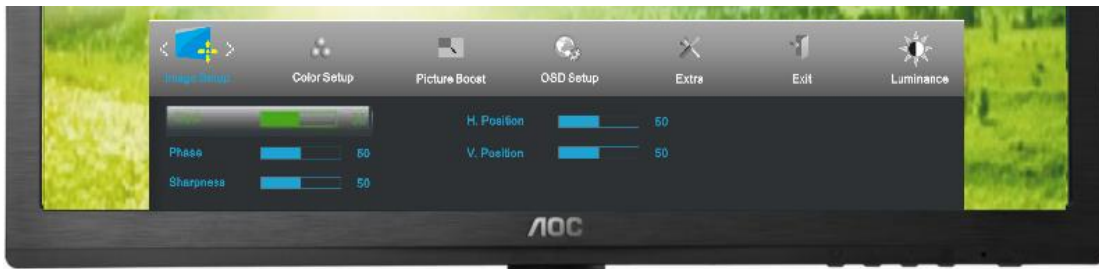 Image Setup
Color Setup
Picture Boost
OSD Setup
Extra
Exit
Luminance
H. Position 50
Phase 50
V. Position 50
Sharpness 50
AOC